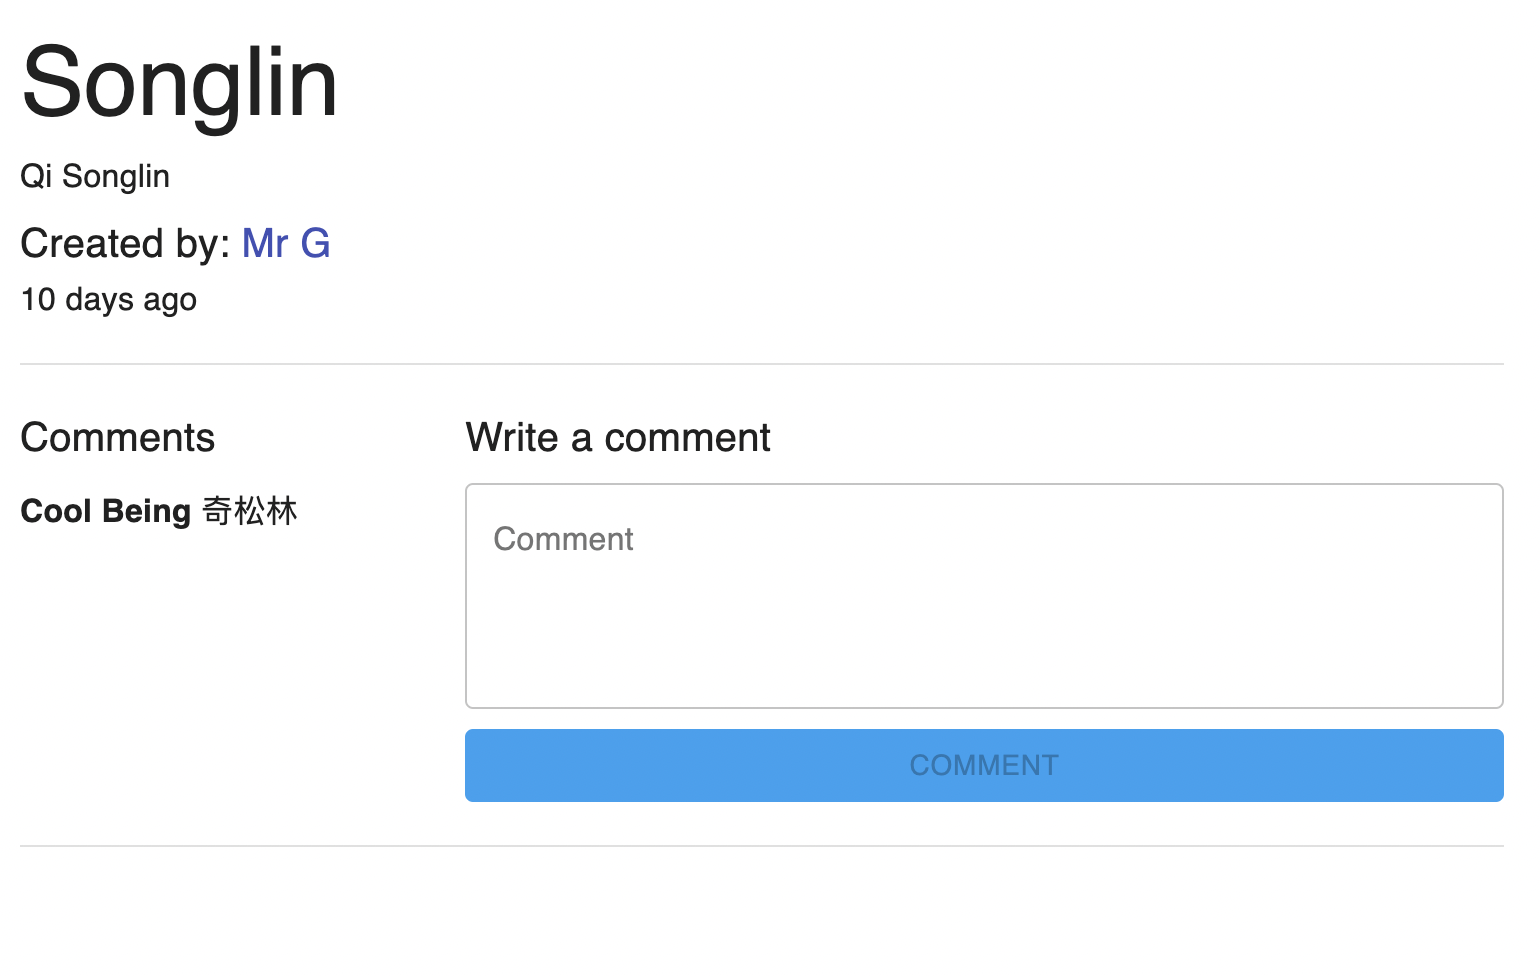 Songlin
Qi Songlin
Created by: Mr G
10 days ago
Comments
Cool Being 奇松林
Write a comment
Comment
COMMENT